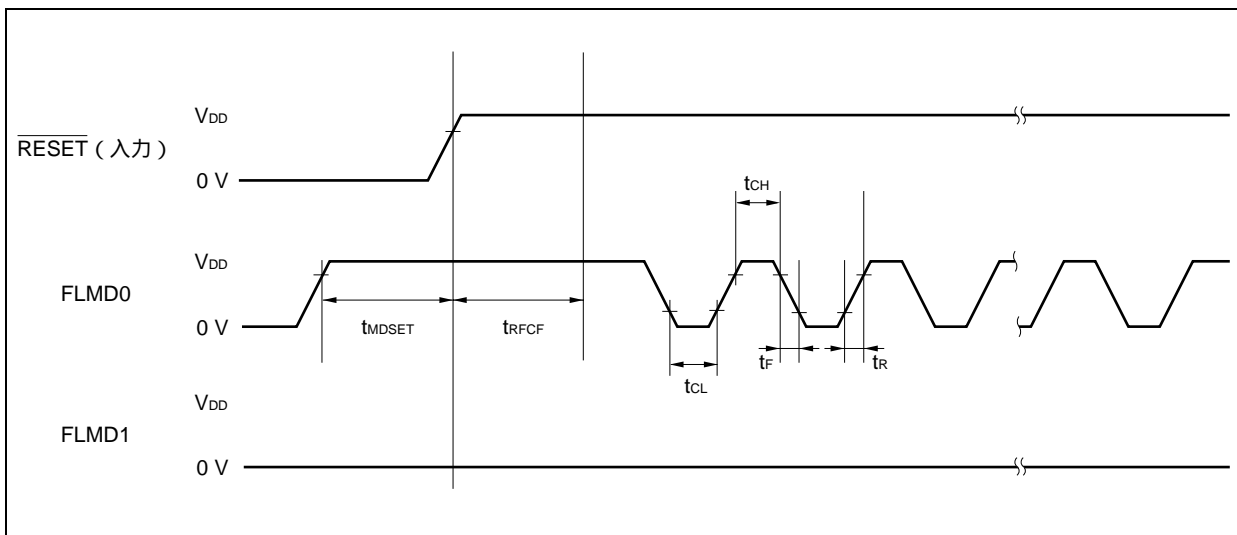 VDD
RESET（入力）
0 V
tCH
VDD
FLMD0
0 V
tMDSET
tRFCF
tF
tR
tCL
VDD
FLMD1
0 V